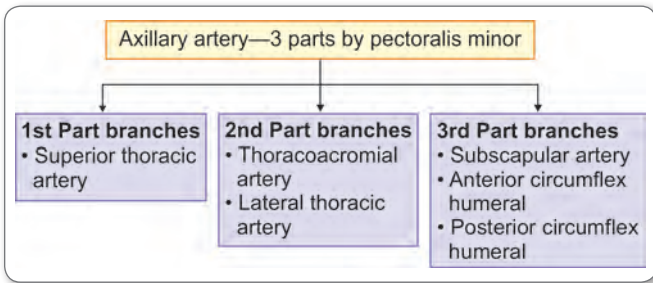 Axillary artery—3 parts by pectoralis minor
1st Part branches
• Superior thoracic
artery
2nd Part branches
• Thoracoacromial
artery
• Lateral thoracic
artery
3rd Part branches
• Subscapular artery
• Anterior circumflex
humeral
• Posterior circumflex
humeral